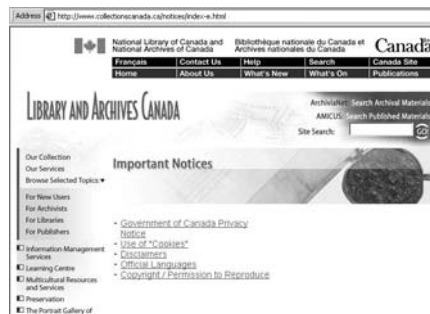 Address http://www.collectionscanada.ca/notices/index-e.html
National Library of Canada and
National Archives of Canada
Bibliothèque nationale du Canada et
Archives nationales du Canada
Canada
Français Contact Us Help Search Canada Site
Home About Us What's New What's On Publications
LIBRARY AND ARCHIVES CANADA
ArchiviaNet: Search Archival Materials
AMICUS: Search Published Materials
Site Search: GO!
Our Collection
Our Services
Browse Selected Topics
For New Users
For Archivists
For Libraries
For Publishers
Information Management
Services
Learning Centre
Multicultural Resources
and Services
Preservation
The Portrait Gallery of
Important Notices
- Government of Canada Privacy
Notice
- Use of "Cookies"
- Disclaimers
- Official Languages
- Copyright / Permission to Reproduce